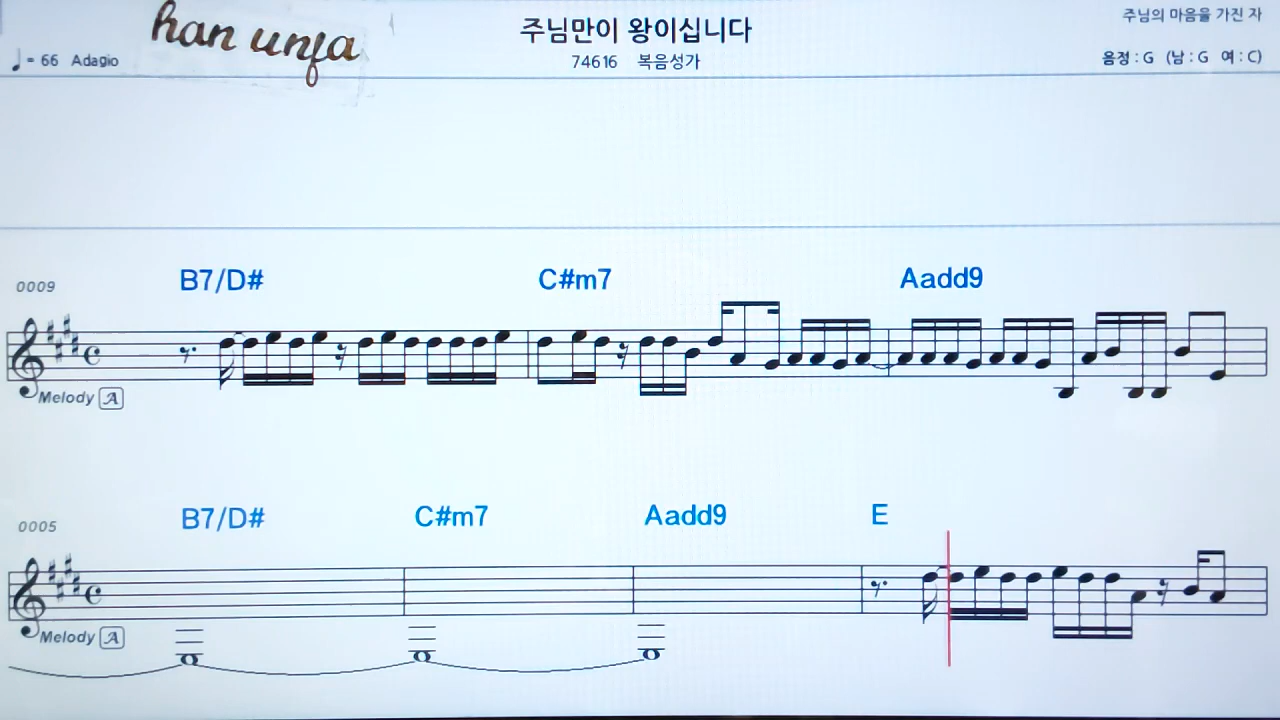 han unfa
주님만이 왕이십니다
주님의 마음을 가진 자
♩= 66 Adagio
74616 복음성가
음정 : G (남 : G 여 : C)
0009
B7/D# C#m7 Aadd9
Melody A
0005
B7/D# C#m7 Aadd9 E
Melody A